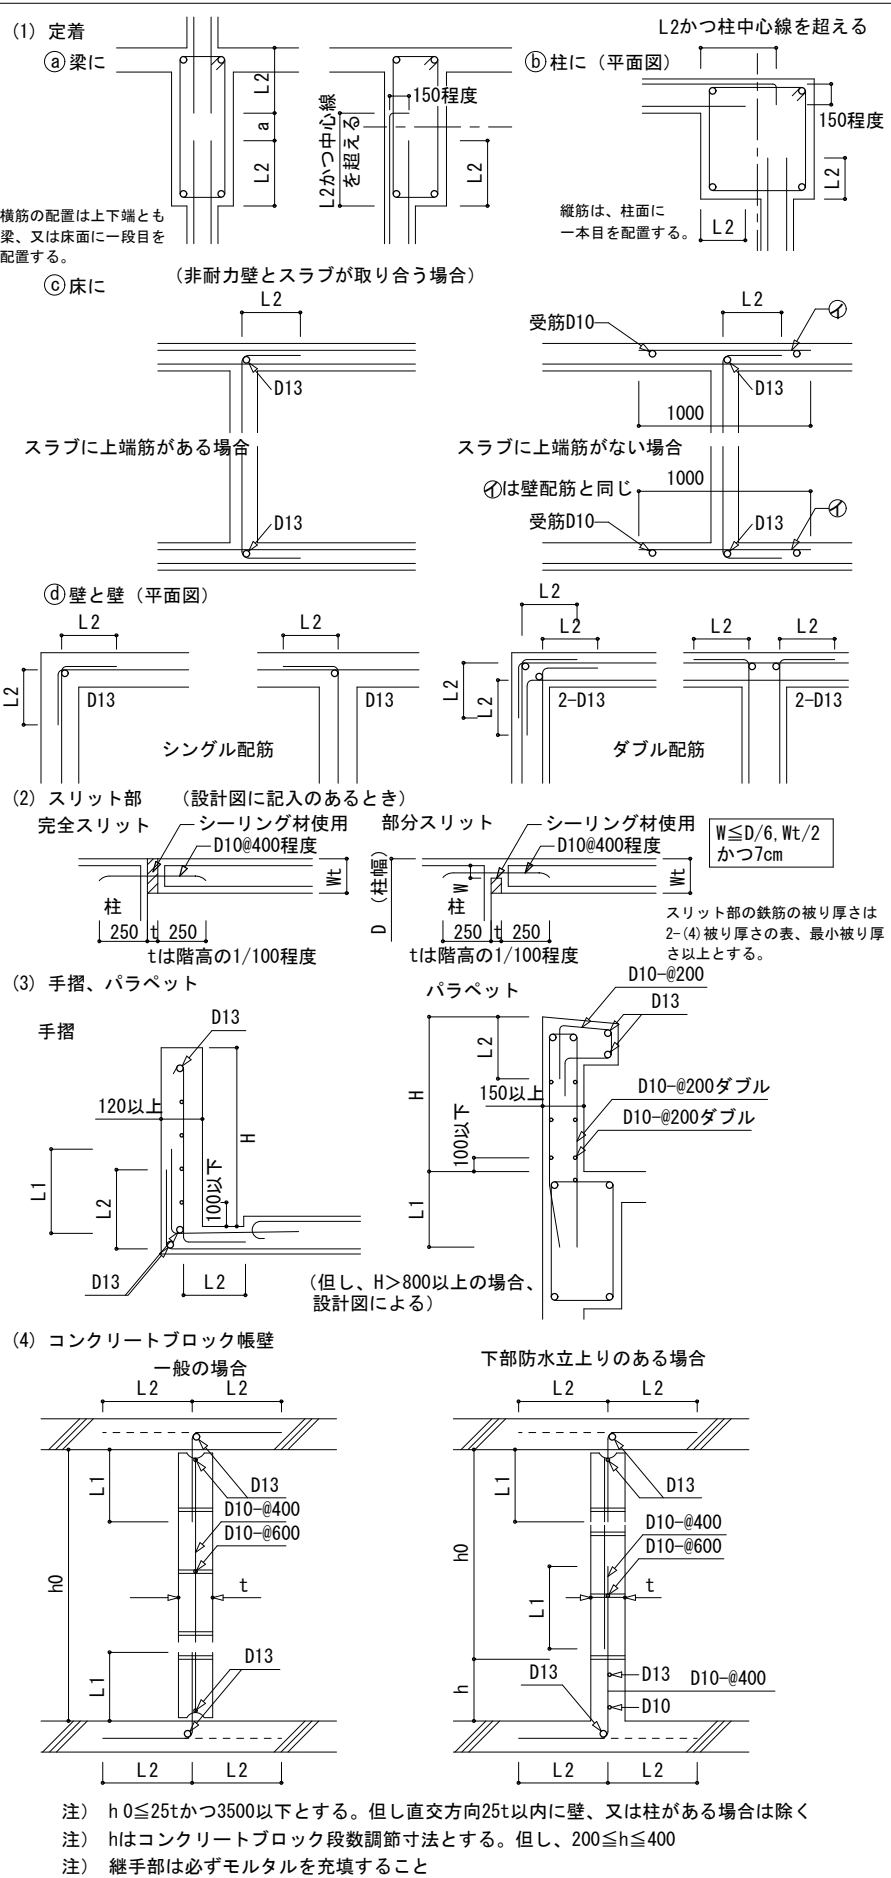 (1) 定着
ⓐ梁に
L2
a
L2
L2かつ中心線
を超える
150程度
L2
横筋の配置は上下端とも
梁、又は床面に一段目を
配置する。
L2かつ柱中心線を超える
ⓑ柱に（平面図）
150程度
L2
縦筋は、柱面に
一本目を配置する。
L2
ⓒ床に
(非耐力壁とスラブが取り合う場合)
L2
D13
スラブに上端筋がある場合
D13
L2
受筋D10
㋑
D13
1000
スラブに上端筋がない場合
㋑は壁配筋と同じ
1000
受筋D10
㋑
D13
ⓓ壁と壁（平面図）
L2
L2
D13
L2
D13
シングル配筋
L2
L2
L2
L2
2-D13
L2
L2
2-D13
ダブル配筋
(2) スリット部 (設計図に記入のあるとき)
完全スリット
シーリング材使用
D10@400程度
Wt
柱
250 t 250
tは階高の1/100程度
部分スリット
シーリング材使用
D10@400程度
D（柱幅）
W
Wt
柱
250 t 250
tは階高の1/100程度
W≦D/6,Wt/2
かつ7cm
スリット部の鉄筋の被り厚さは
2-(4)被り厚さの表、最小被り厚
さ以上とする。
(3) 手摺、パラペット
手摺
D13
120以上
H
100以下
L1
L2
D13
L2
パラペット
D10-@200
D13
L2
H
150以上
100以下
D10-@200ダブル
D10-@200ダブル
L1
(但し、H＞800以上の場合、
設計図による)
(4) コンクリートブロック帳壁
一般の場合
L2 L2
L1
D13
D10-@400
D10-@600
h0
t
L1
D13
L2 L2
下部防水立上りのある場合
L2 L2
L1
D13
D10-@400
D10-@600
h0
t
L1
D13
D13 D10-@400
h
D10
L2 L2
注） h0≦25tかつ3500以下とする。但し直交方向25t以内に壁、又は柱がある場合は除く
注） hはコンクリートブロック段数調節寸法とする。但し、200≦h≦400
注） 継手部は必ずモルタルを充填すること